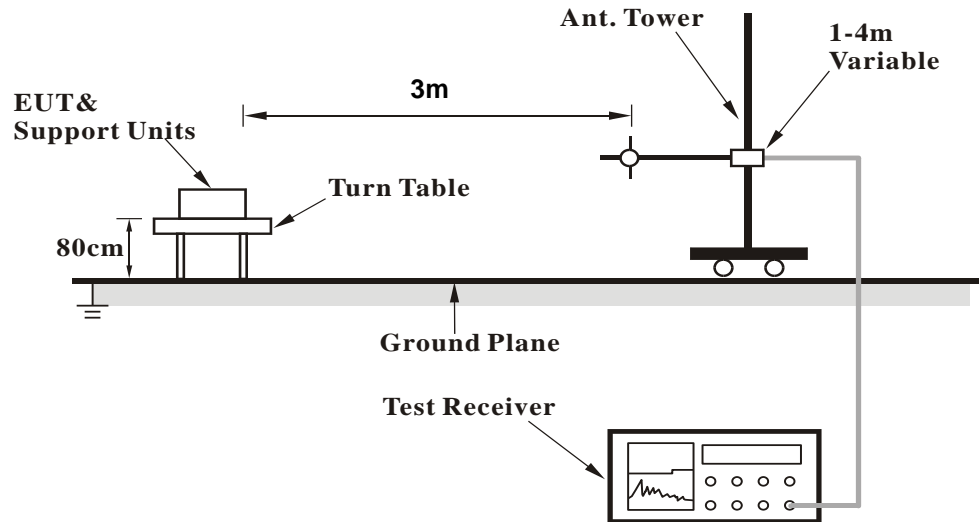 Ant. Tower
1-4m
Variable
3m
EUT&
Support Units
Turn Table
80cm
Ground Plane
Test Receiver